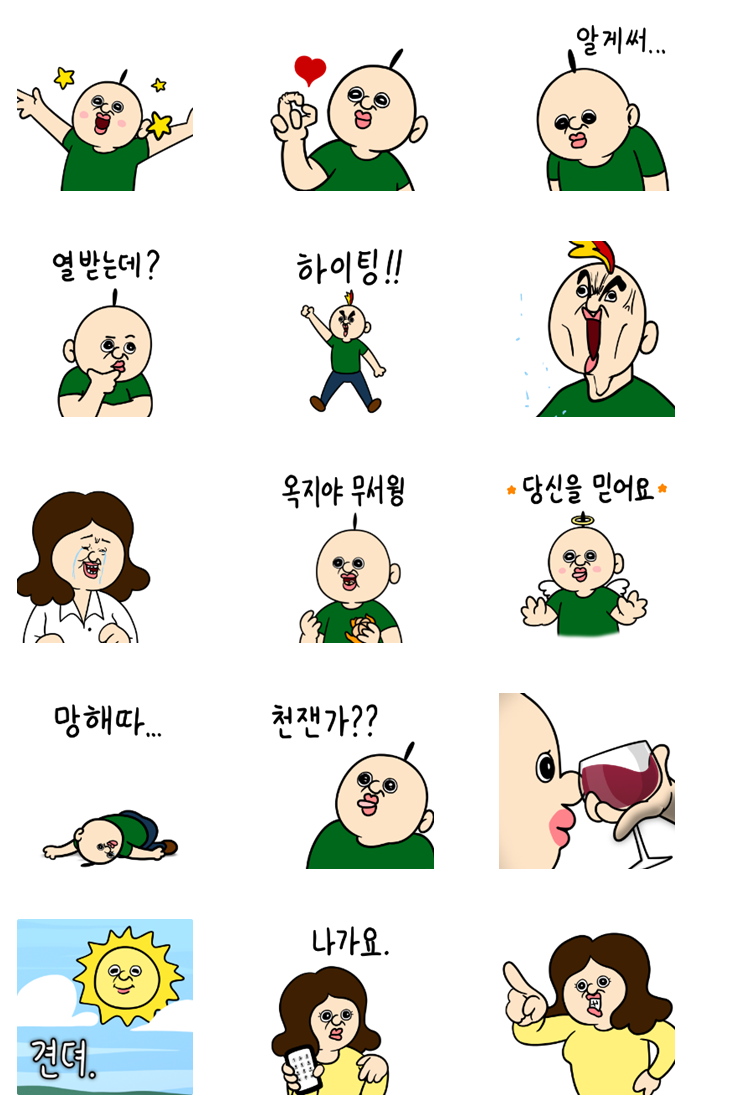 알게써...
열받는데?
하이팅!!
옥지야 무서웡
당신을 믿어요
망해따...
천잰가??
견뎌.
나가요.